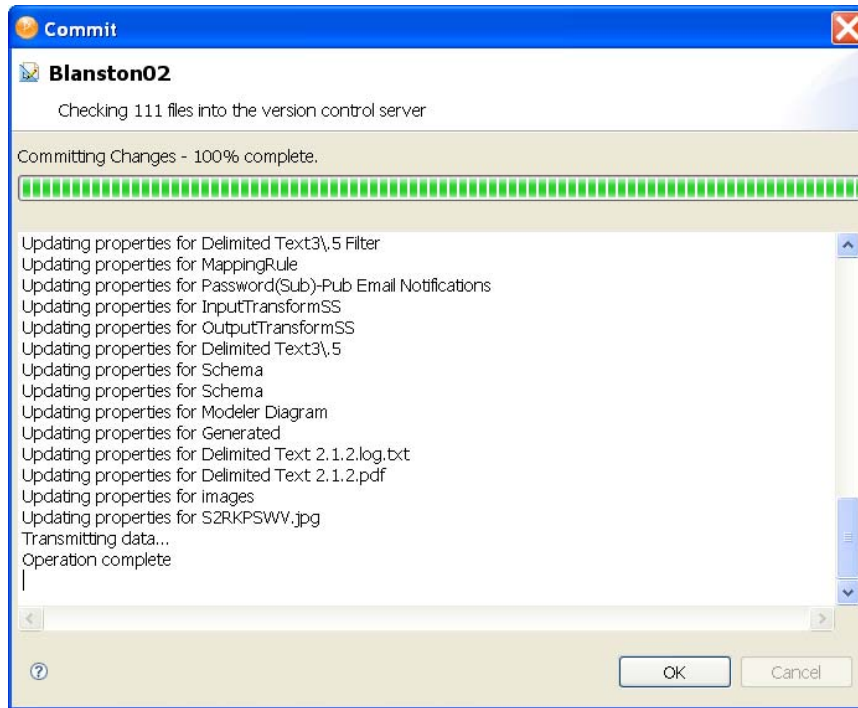 Commit
Blanston02
Checking 111 files into the version control server
Committing Changes - 100% complete.
Updating properties for Delimited Text3\.5 Filter
Updating properties for MappingRule
Updating properties for Password(Sub)-Pub Email Notifications
Updating properties for InputTransformSS
Updating properties for OutputTransformSS
Updating properties for Delimited Text3\.5
Updating properties for Schema
Updating properties for Schema
Updating properties for Modeler Diagram
Updating properties for Generated
Updating properties for Delimited Text 2.1.2.log.txt
Updating properties for Delimited Text 2.1.2.pdf
Updating properties for images
Updating properties for S2RKPSWV.jpg
Transmitting data...
Operation complete
? OK Cancel